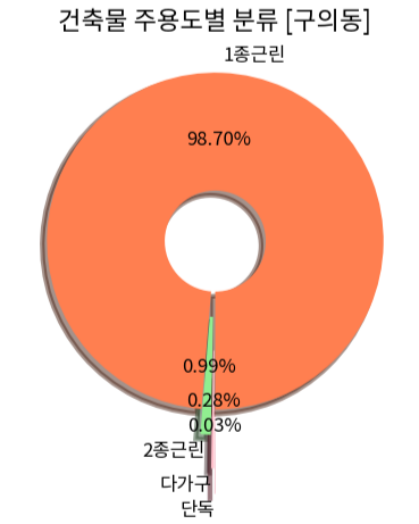 건축물 주용도별 분류 [구의동]
1종근린
98.70%
0.99%
0.28%
0.03%
2종근린
다가구
단독